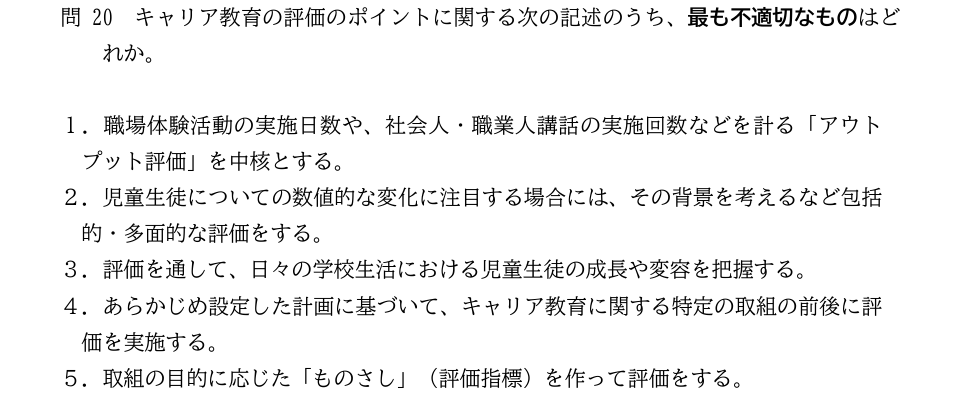 問 20　キャリア教育の評価のポイントに関する次の記述のうち、最も不適切なものはど
れか。
１．職場体験活動の実施日数や、社会人・職業人講話の実施回数などを計る「アウト
プット評価」を中核とする。
２．児童生徒についての数値的な変化に注目する場合には、その背景を考えるなど包括
的・多面的な評価をする。
３．評価を通して、日々の学校生活における児童生徒の成長や変容を把握する。
４．あらかじめ設定した計画に基づいて、キャリア教育に関する特定の取組の前後に評
価を実施する。
５．取組の目的に応じた「ものさし」（評価指標）を作って評価をする。